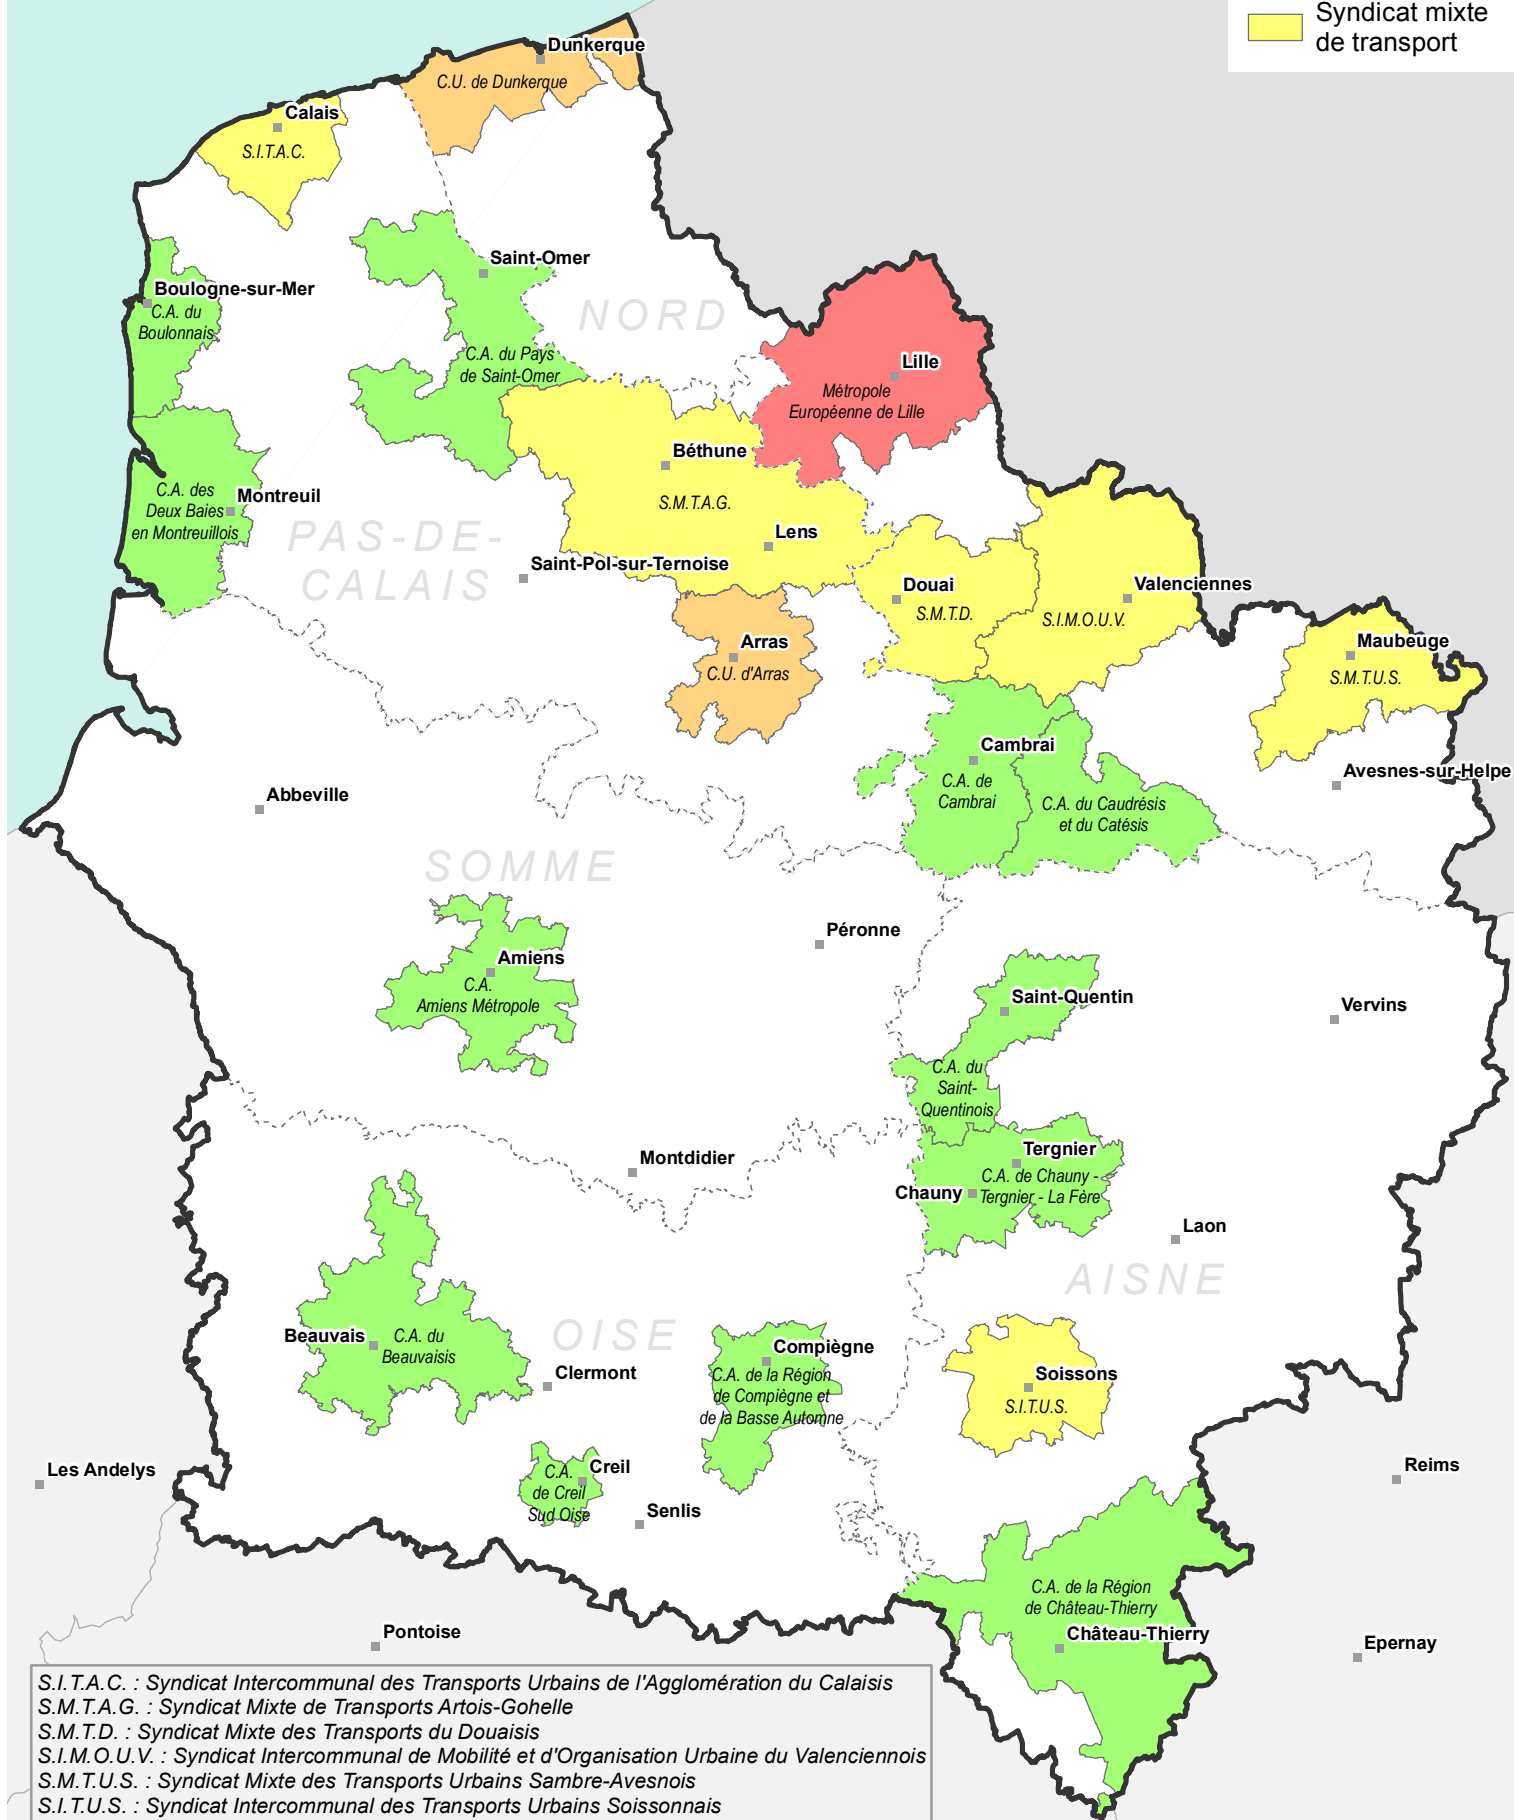 Syndicat mixte
de transport
Dunkerque
C.U. de Dunkerque
Calais
S.I.T.A.C.
Saint-Omer
Boulogne-sur-Mer
C.A. du
Boulonnais
NORD
C.A. du Pays
de Saint-Omer
Lille
Métropole
Européenne de Lille
Béthune
S.M.T.A.G.
C.A. des
Deux Baies
en Montreuillois
Montreuil
PAS-DE-
CALAIS
Lens
Saint-Pol-sur-Ternoise
Douai
S.M.T.D.
Valenciennes
S.I.M.O.U.V.
Arras
C.U. d'Arras
Maubeuge
S.M.T.U.S.
Cambrai
C.A. de
Cambrai
C.A. du Caudrésis
et du Catésis
Avesnes-sur-Helpe
Abbeville
SOMME
Péronne
Amiens
C.A.
Amiens Métropole
Saint-Quentin
C.A. du
Saint-
Quentinois
Vervins
Montdidier
Tergnier
C.A. de Chauny -
Tergnier - La Fère
Chauny
Laon
AISNE
OISE
Beauvais
C.A. du
Beauvaisis
Clermont
Compiègne
C.A. de la Région
de Compiègne et
de la Basse Automne
Soissons
S.I.T.U.S.
Les Andelys
C.A.
de Creil
Sud Oise
Creil
Senlis
Reims
C.A. de la Région
de Château-Thierry
Château-Thierry
Pontoise
Epernay
S.I.T.A.C. : Syndicat Intercommunal des Transports Urbains de l'Agglomération du Calaisis
S.M.T.A.G. : Syndicat Mixte de Transports Artois-Gohelle
S.M.T.D. : Syndicat Mixte des Transports du Douaisis
S.I.M.O.U.V. : Syndicat Intercommunal de Mobilité et d'Organisation Urbaine du Valenciennois
S.M.T.U.S. : Syndicat Mixte des Transports Urbains Sambre-Avesnois
S.I.T.U.S. : Syndicat Intercommunal des Transports Urbains Soissonnais